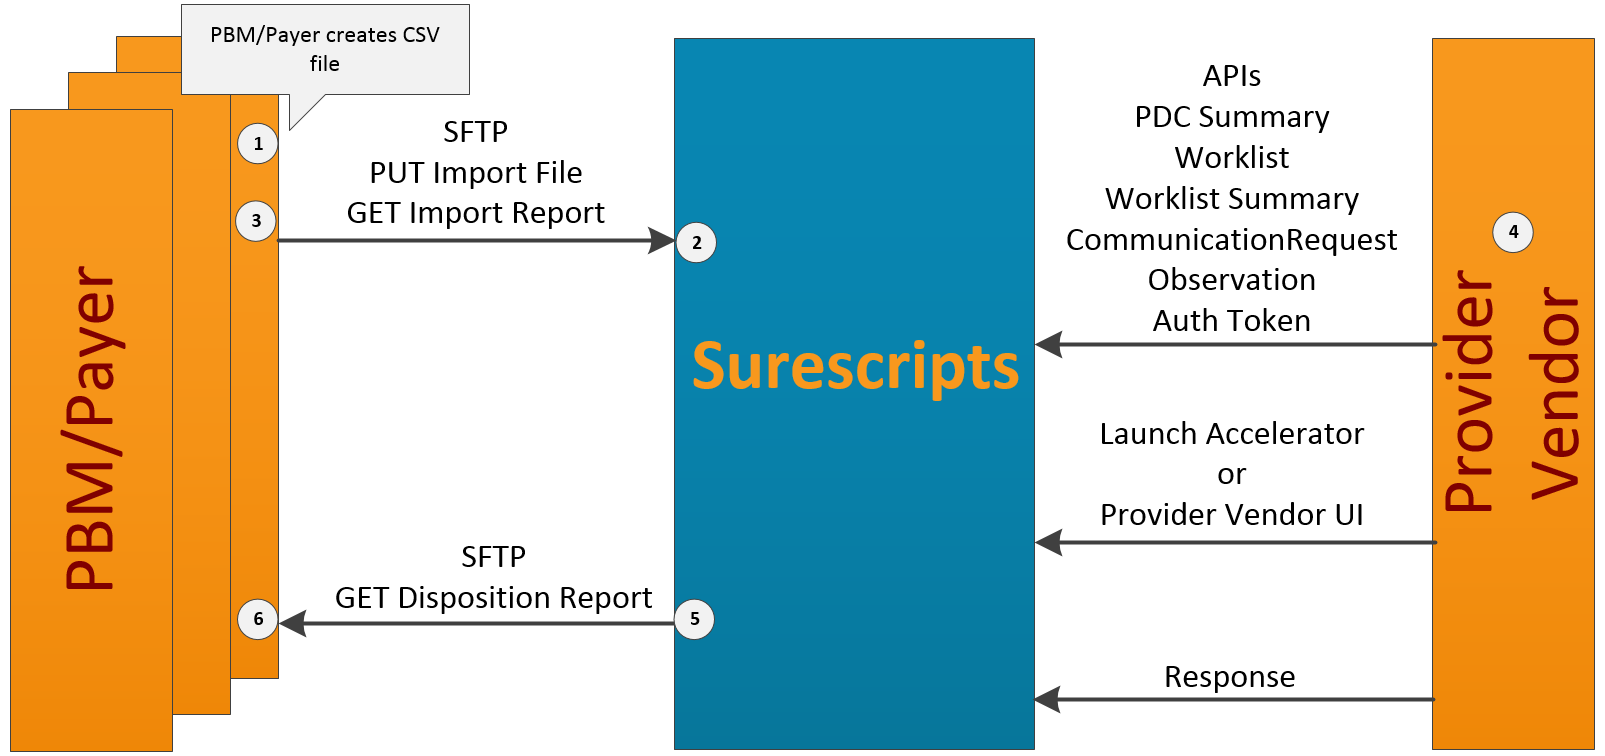 PBM/Payer creates CSV
file
1
3
SFTP
PUT Import File
GET Import Report
2
PBM/Payer
Surescripts
APIs
PDC Summary
Worklist
Worklist Summary
CommunicationRequest
Observation
Auth Token
4
Provider
Vendor
Launch Accelerator
or
Provider Vendor UI
SFTP
GET Disposition Report
6
5
Response